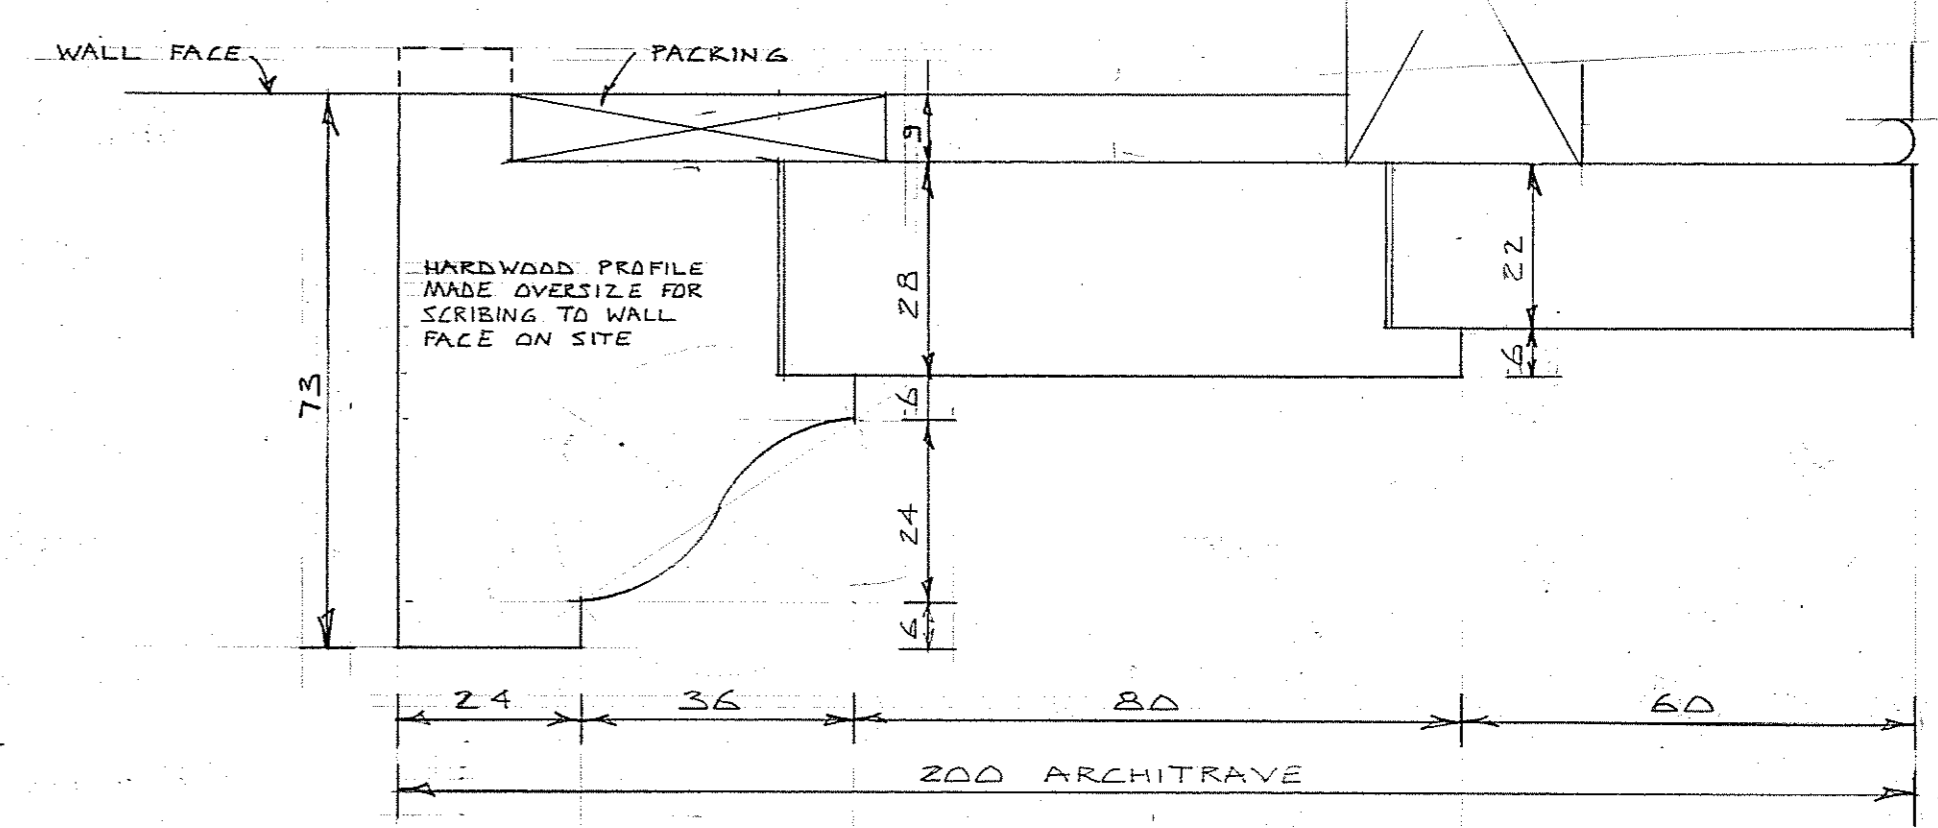 WALL FACE
PACKING
9
HARDWOOD PROFILE
MADE OVERSIZE FOR
SCRIBING TO WALL
FACE ON SITE
28
22
6
73
6
24
6
24
36
80
60
200 ARCHITRAVE